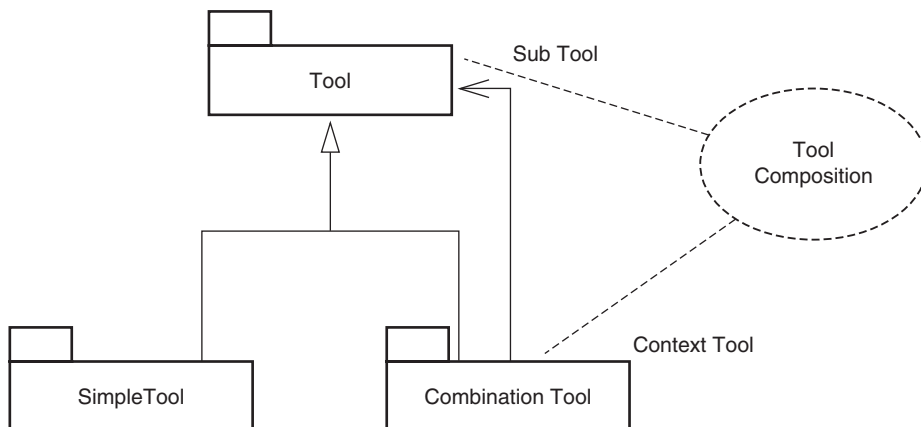 Sub Tool
Tool
Tool
Composition
Context Tool
SimpleTool
Combination Tool